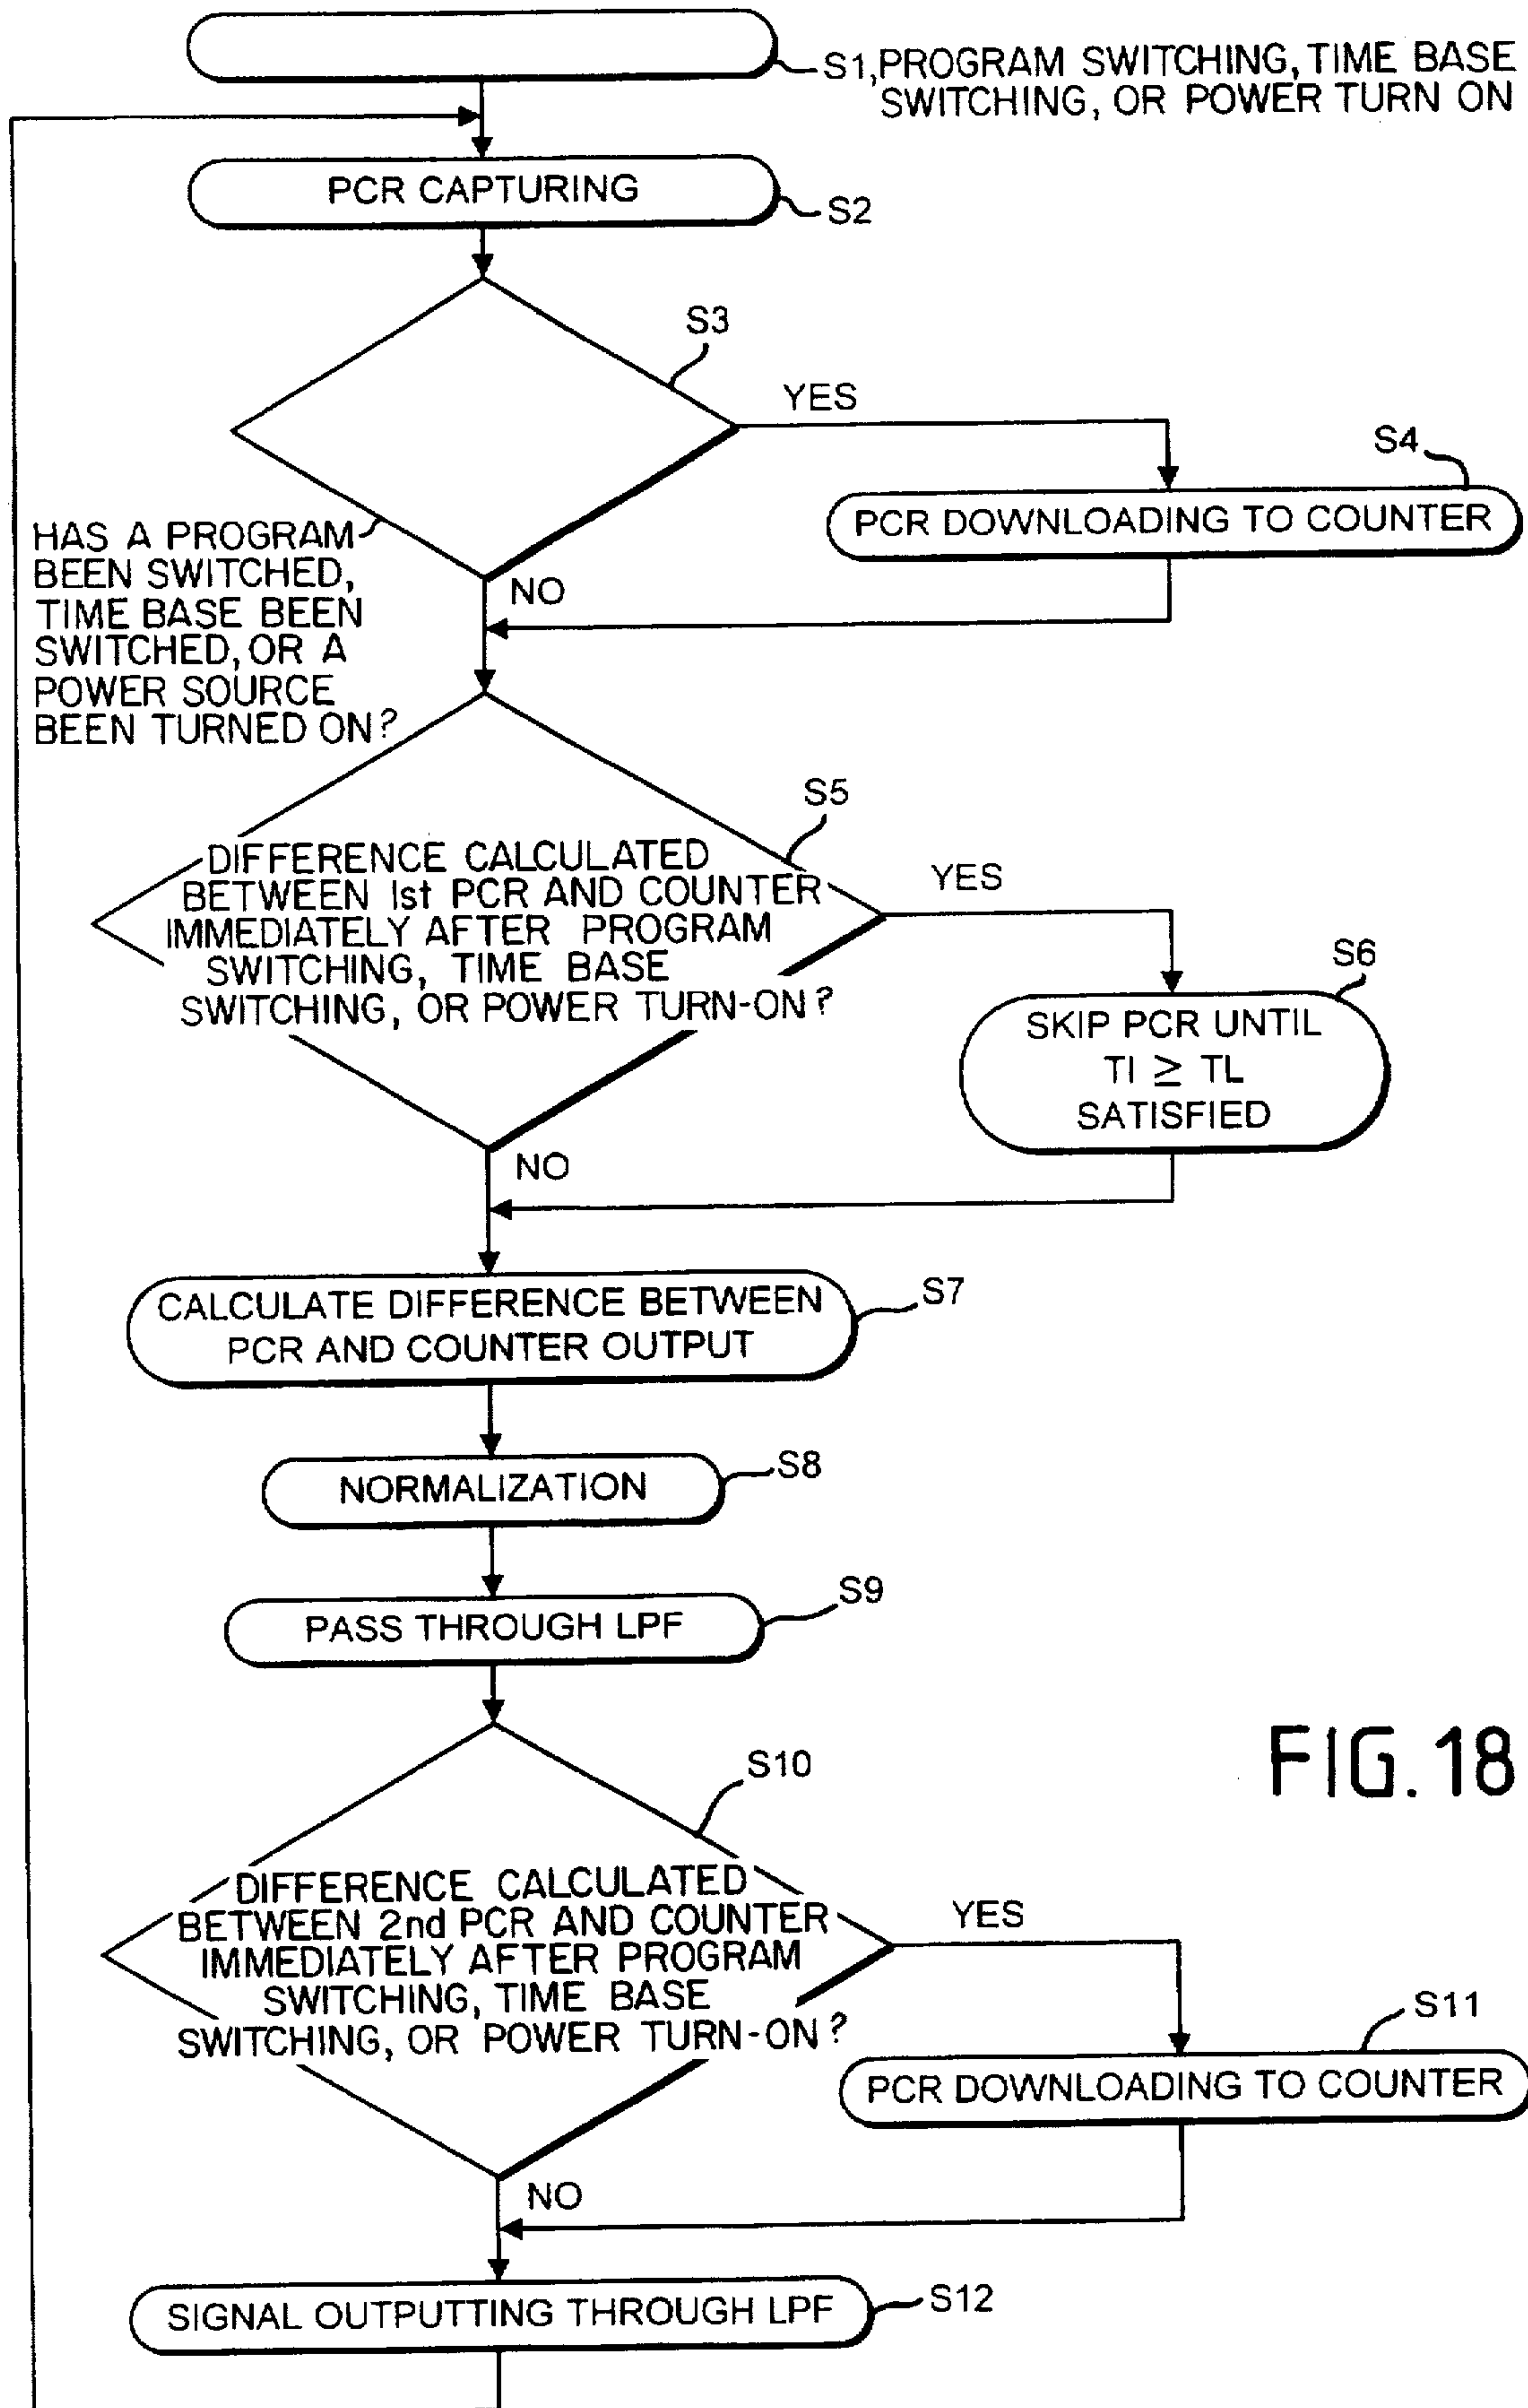 S1, PROGRAM SWITCHING, TIME BASE
SWITCHING, OR POWER TURN ON
PCR CAPTURING
S2
S3
YES
S4
PCR DOWNLOADING TO COUNTER
HAS A PROGRAM
BEEN SWITCHED,
TIME BASE BEEN
SWITCHED, OR A
POWER SOURCE
BEEN TURNED ON?
NO
S5
DIFFERENCE CALCULATED
BETWEEN 1st PCR AND COUNTER
IMMEDIATELY AFTER PROGRAM
SWITCHING, TIME BASE
SWITCHING, OR POWER TURN-ON?
YES
S6
SKIP PCR UNTIL
TI ≥ TL
SATISFIED
NO
CALCULATE DIFFERENCE BETWEEN
PCR AND COUNTER OUTPUT
S7
NORMALIZATION
S8
PASS THROUGH LPF
S9
FIG. 18
S10
DIFFERENCE CALCULATED
BETWEEN 2nd PCR AND COUNTER
IMMEDIATELY AFTER PROGRAM
SWITCHING, TIME BASE
SWITCHING, OR POWER TURN-ON?
YES
S11
PCR DOWNLOADING TO COUNTER
NO
SIGNAL OUTPUTTING THROUGH LPF
S12